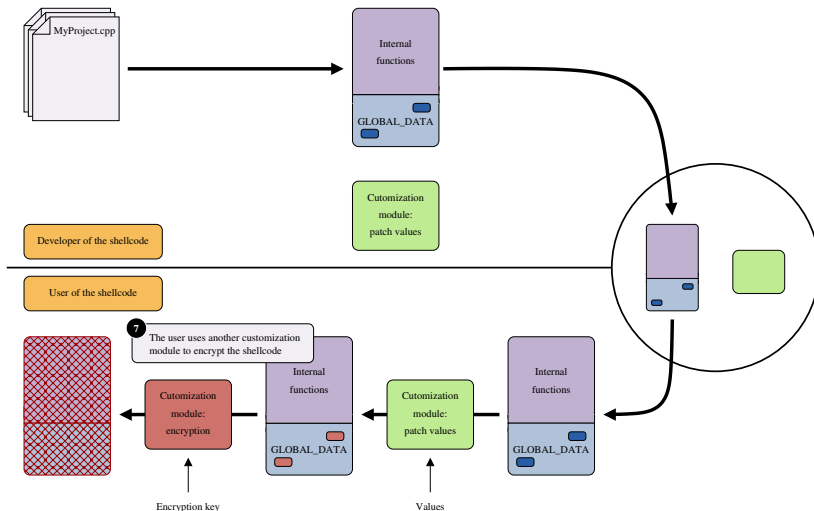 MyProject.cpp
Internal
functions
GLOBAL_DATA
Cutomization
module:
patch values
Developer of the shellcode
User of the shellcode
7
The user uses another customization
module to encrypt the shellcode
Cutomization
module:
encryption
Internal
functions
GLOBAL_DATA
Cutomization
module:
patch values
Internal
functions
GLOBAL_DATA
Encryption key
Values